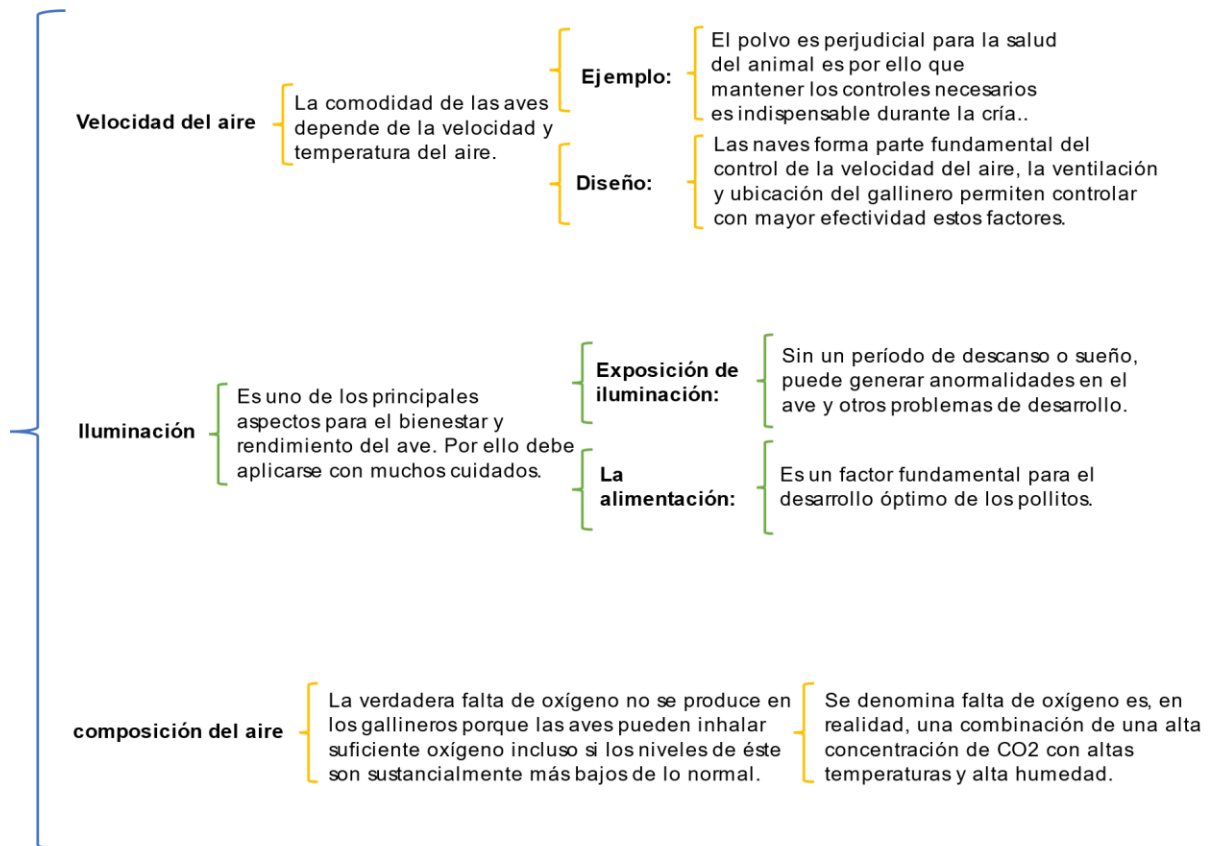 Velocidad del aire
La comodidad de las aves
depende de la velocidad y
temperatura del aire.
Ejemplo:
El polvo es perjudicial para la salud
del animal es por ello que
mantener los controles necesarios
es indispensable durante la cría..
Diseño:
Las naves forma parte fundamental del
control de la velocidad del aire, la ventilación
y ubicación del gallinero permiten controlar
con mayor efectividad estos factores.
Iluminación
Es uno de los principales
aspectos para el bienestar y
rendimiento del ave. Por ello debe
aplicarse con muchos cuidados.
Exposición de
iluminación:
Sin un período de descanso o sueño,
puede generar anormalidades en el
ave y otros problemas de desarrollo.
La
alimentación:
Es un factor fundamental para el
desarrollo óptimo de los pollitos.
composición del aire
La verdadera falta de oxígeno no se produce en
los gallineros porque las aves pueden inhalar
suficiente oxígeno incluso si los niveles de éste
son sustancialmente más bajos de lo normal.
Se denomina falta de oxígeno es, en
realidad, una combinación de una alta
concentración de CO2 con altas
temperaturas y alta humedad.